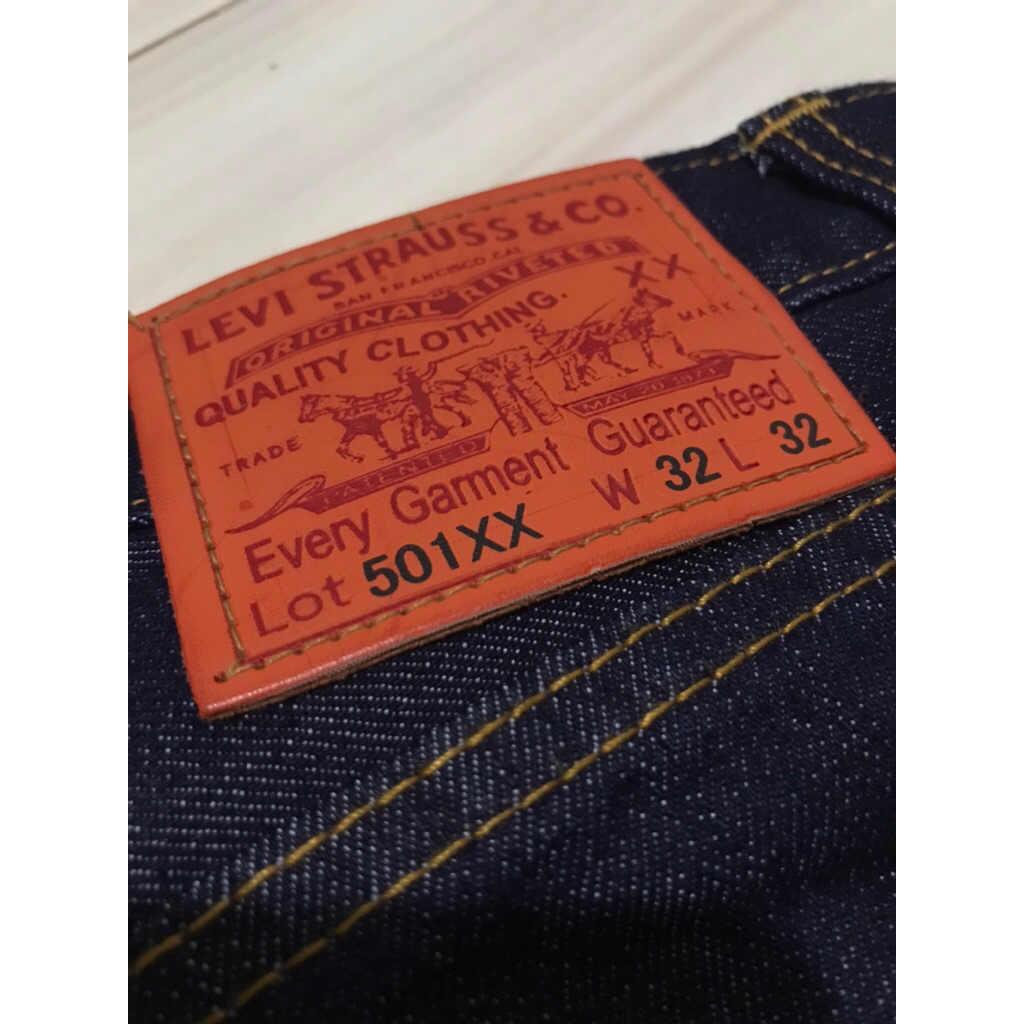 LEVI STRAUSS & CO.
SAN FRANCISCO, CAL.
ORIGINAL RIVETED
QUALITY CLOTHING. XX
TRADE MARK
PATENTED MAY 20 1873
Every Garment Guaranteed
Lot 501XX W 32 L 32